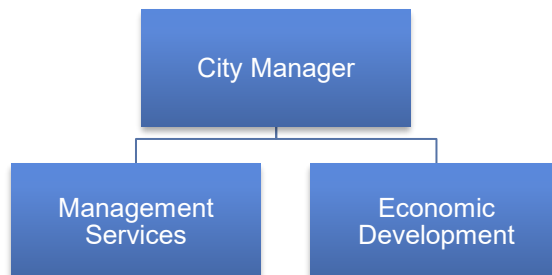 City Manager
Management
Services
Economic
Development